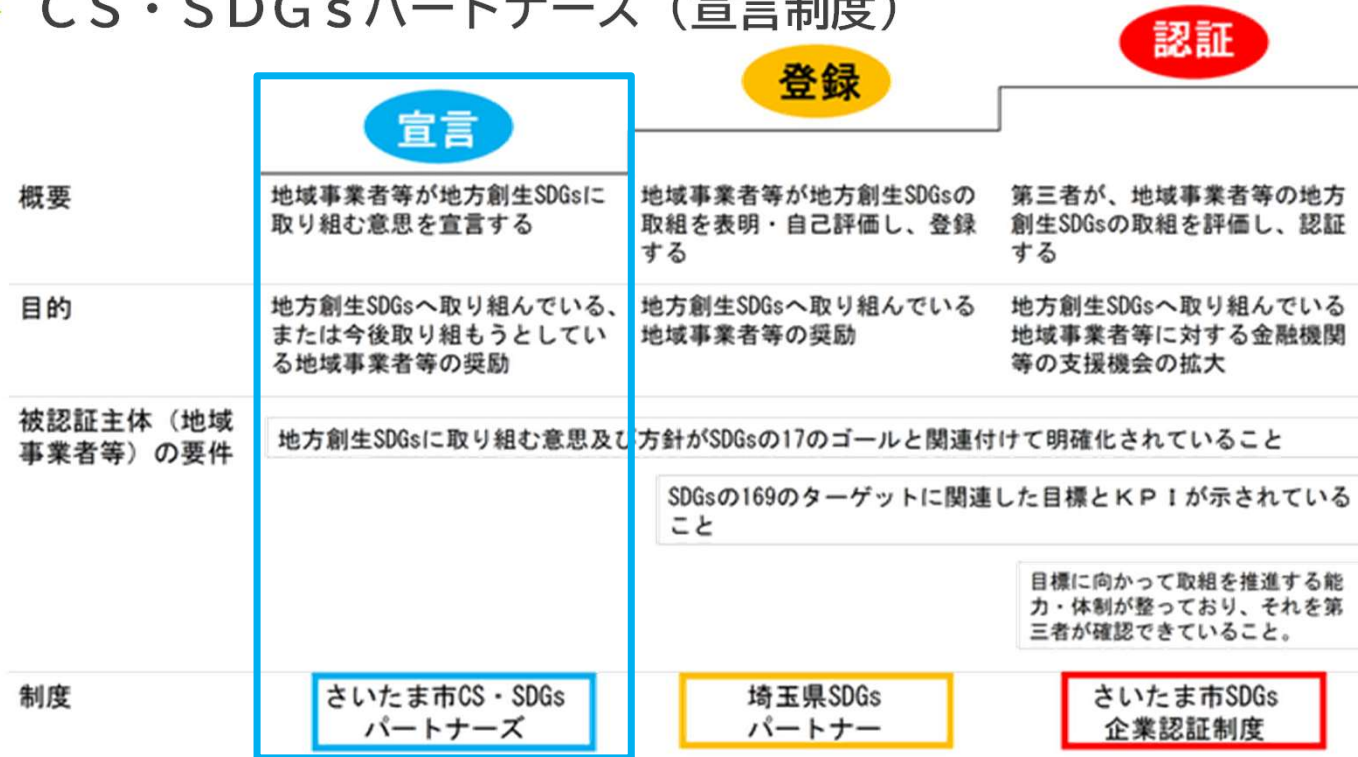 ＣＳ・ＳＤＧｓパートナーズ（宣言制度）
宣言
登録
認証
概要
地域事業者等が地方創生SDGsに
取り組む意思を宣言する
地域事業者等が地方創生SDGsの
取組を表明・自己評価し、登録
する
第三者が、地域事業者等の地方
創生SDGsの取組を評価し、認証
する
目的
地方創生SDGsへ取り組んでいる、
または今後取り組もうとしてい
る地域事業者等の奨励
地方創生SDGsへ取り組んでいる
地域事業者等の奨励
地方創生SDGsへ取り組んでいる
地域事業者等に対する金融機関
等の支援機会の拡大
被認証主体（地域
事業者等）の要件
地方創生SDGsに取り組む意思及び方針がSDGsの17のゴールと関連付けて明確化されていること
SDGsの169のターゲットに関連した目標とＫＰＩが示されている
こと
目標に向かって取組を推進する能
力・体制が整っており、それを第
三者が確認できていること。
制度
さいたま市CS・SDGs
パートナーズ
埼玉県SDGs
パートナー
さいたま市SDGs
企業認証制度